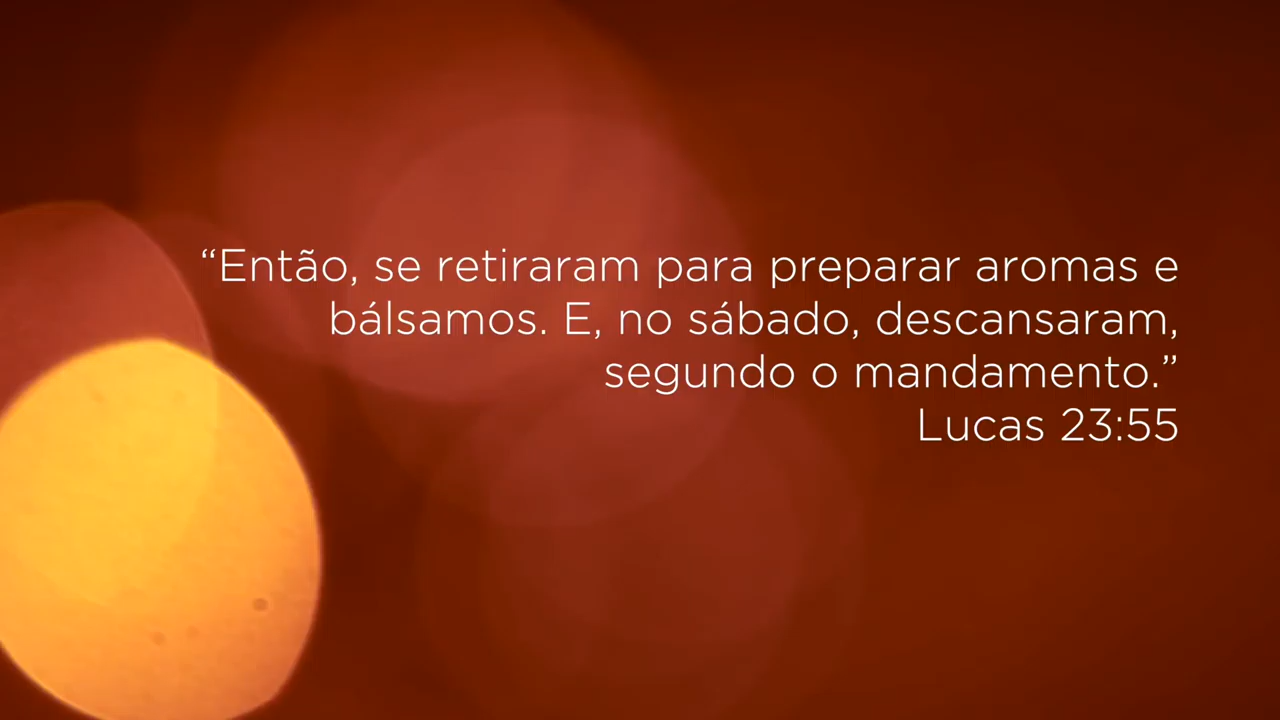 “Então, se retiraram para preparar aromas e
bálsamos. E, no sábado, descansaram,
segundo o mandamento.”
Lucas 23:55